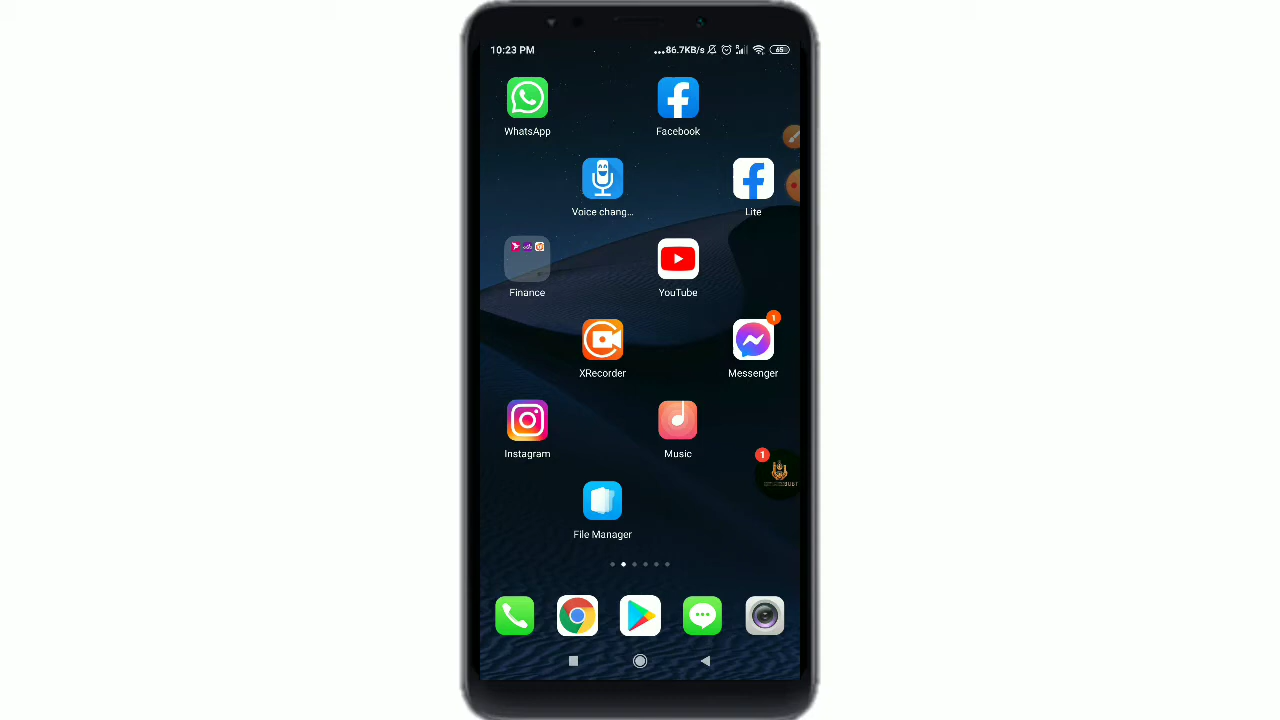 10:23 PM
...86.7KB/s
65
WhatsApp
Facebook
Voice chang...
Lite
Finance
YouTube
1
XRecorder
Messenger
Instagram
Music
1
File Manager